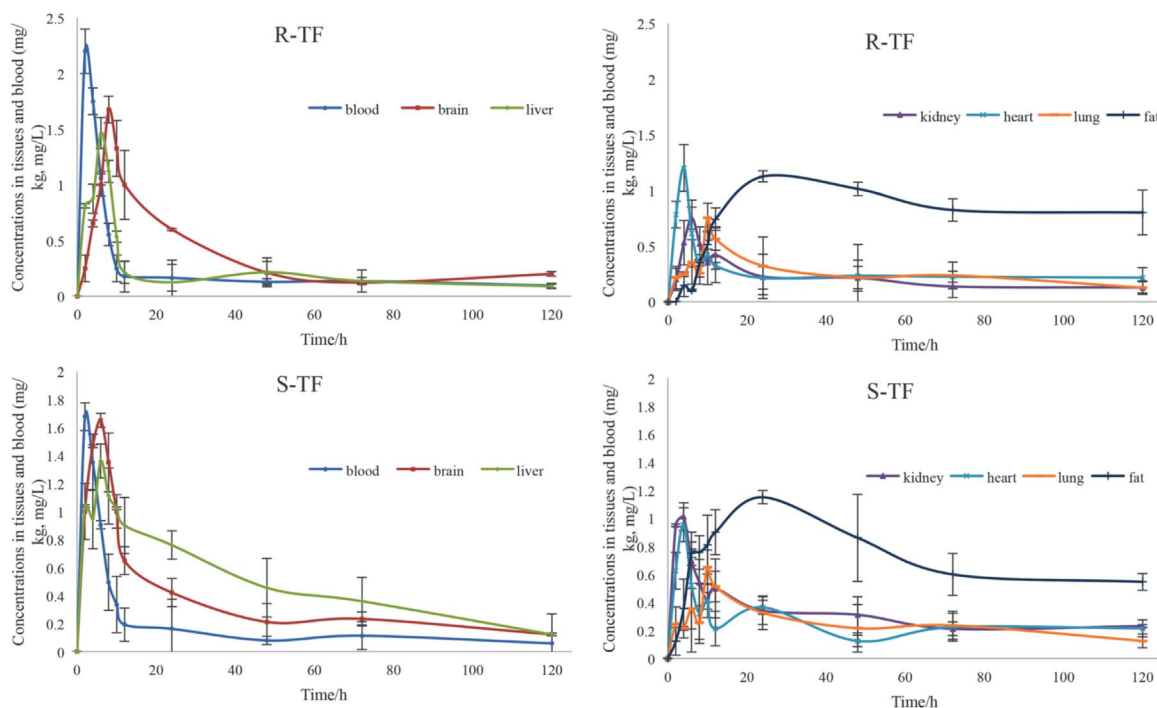 R-TF
Concentrations in tissues and blood (mg/
kg, mg/L)
2.5
2
1.5
1
0.5
0
blood brain liver
0 20 40 60 80 100 120
Time/h
R-TF
Concentrations in tissues and blood (mg/
kg, mg/L)
2.5
2
1.5
1
0.5
0
kidney heart lung fat
0 20 40 60 80 100 120
Time/h
S-TF
Concentrations in tissues and blood (mg/
kg, mg/L)
2
1.8
1.6
1.4
1.2
1
0.8
0.6
0.4
0.2
0
blood brain liver
0 20 40 60 80 100 120
Time/h
S-TF
Concentrations in tissues and blood (mg/
kg, mg/L)
2
1.8
1.6
1.4
1.2
1
0.8
0.6
0.4
0.2
0
kidney heart lung fat
0 20 40 60 80 100 120
Time/h